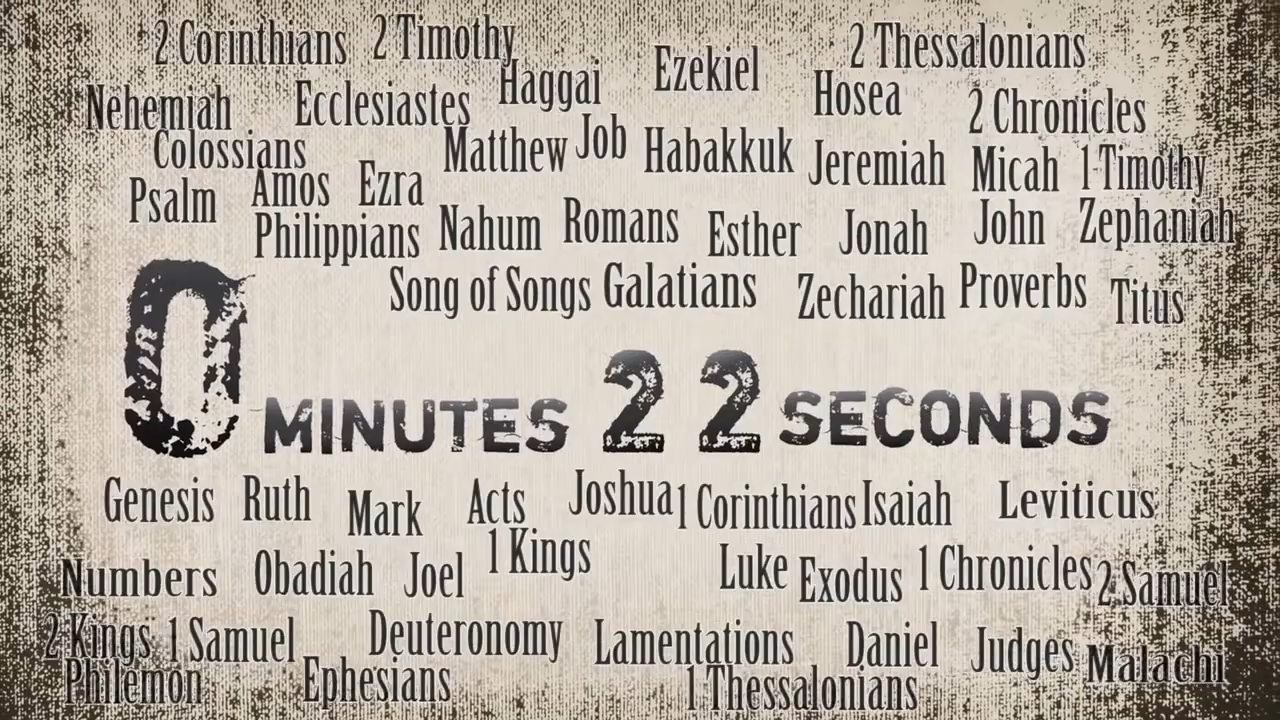 2 Corinthians 2 Timothy Ezekiel 2 Thessalonians
Nehemiah Ecclesiastes Haggai Hosea 2 Chronicles
Colossians Matthew Job Habakkuk Jeremiah Micah 1 Timothy
Psalm Amos Ezra
Philippians Nahum Romans Esther Jonah John Zephaniah
Song of Songs Galatians Zechariah Proverbs Titus
0 MINUTES 22 SECONDS
Genesis Ruth Mark Acts Joshua 1 Corinthians Isaiah Leviticus
Numbers Obadiah Joel 1 Kings Luke Exodus 1 Chronicles 2 Samuel
2 Kings 1 Samuel Deuteronomy Lamentations Daniel Judges Malachi
Philemon Ephesians 1 Thessalonians